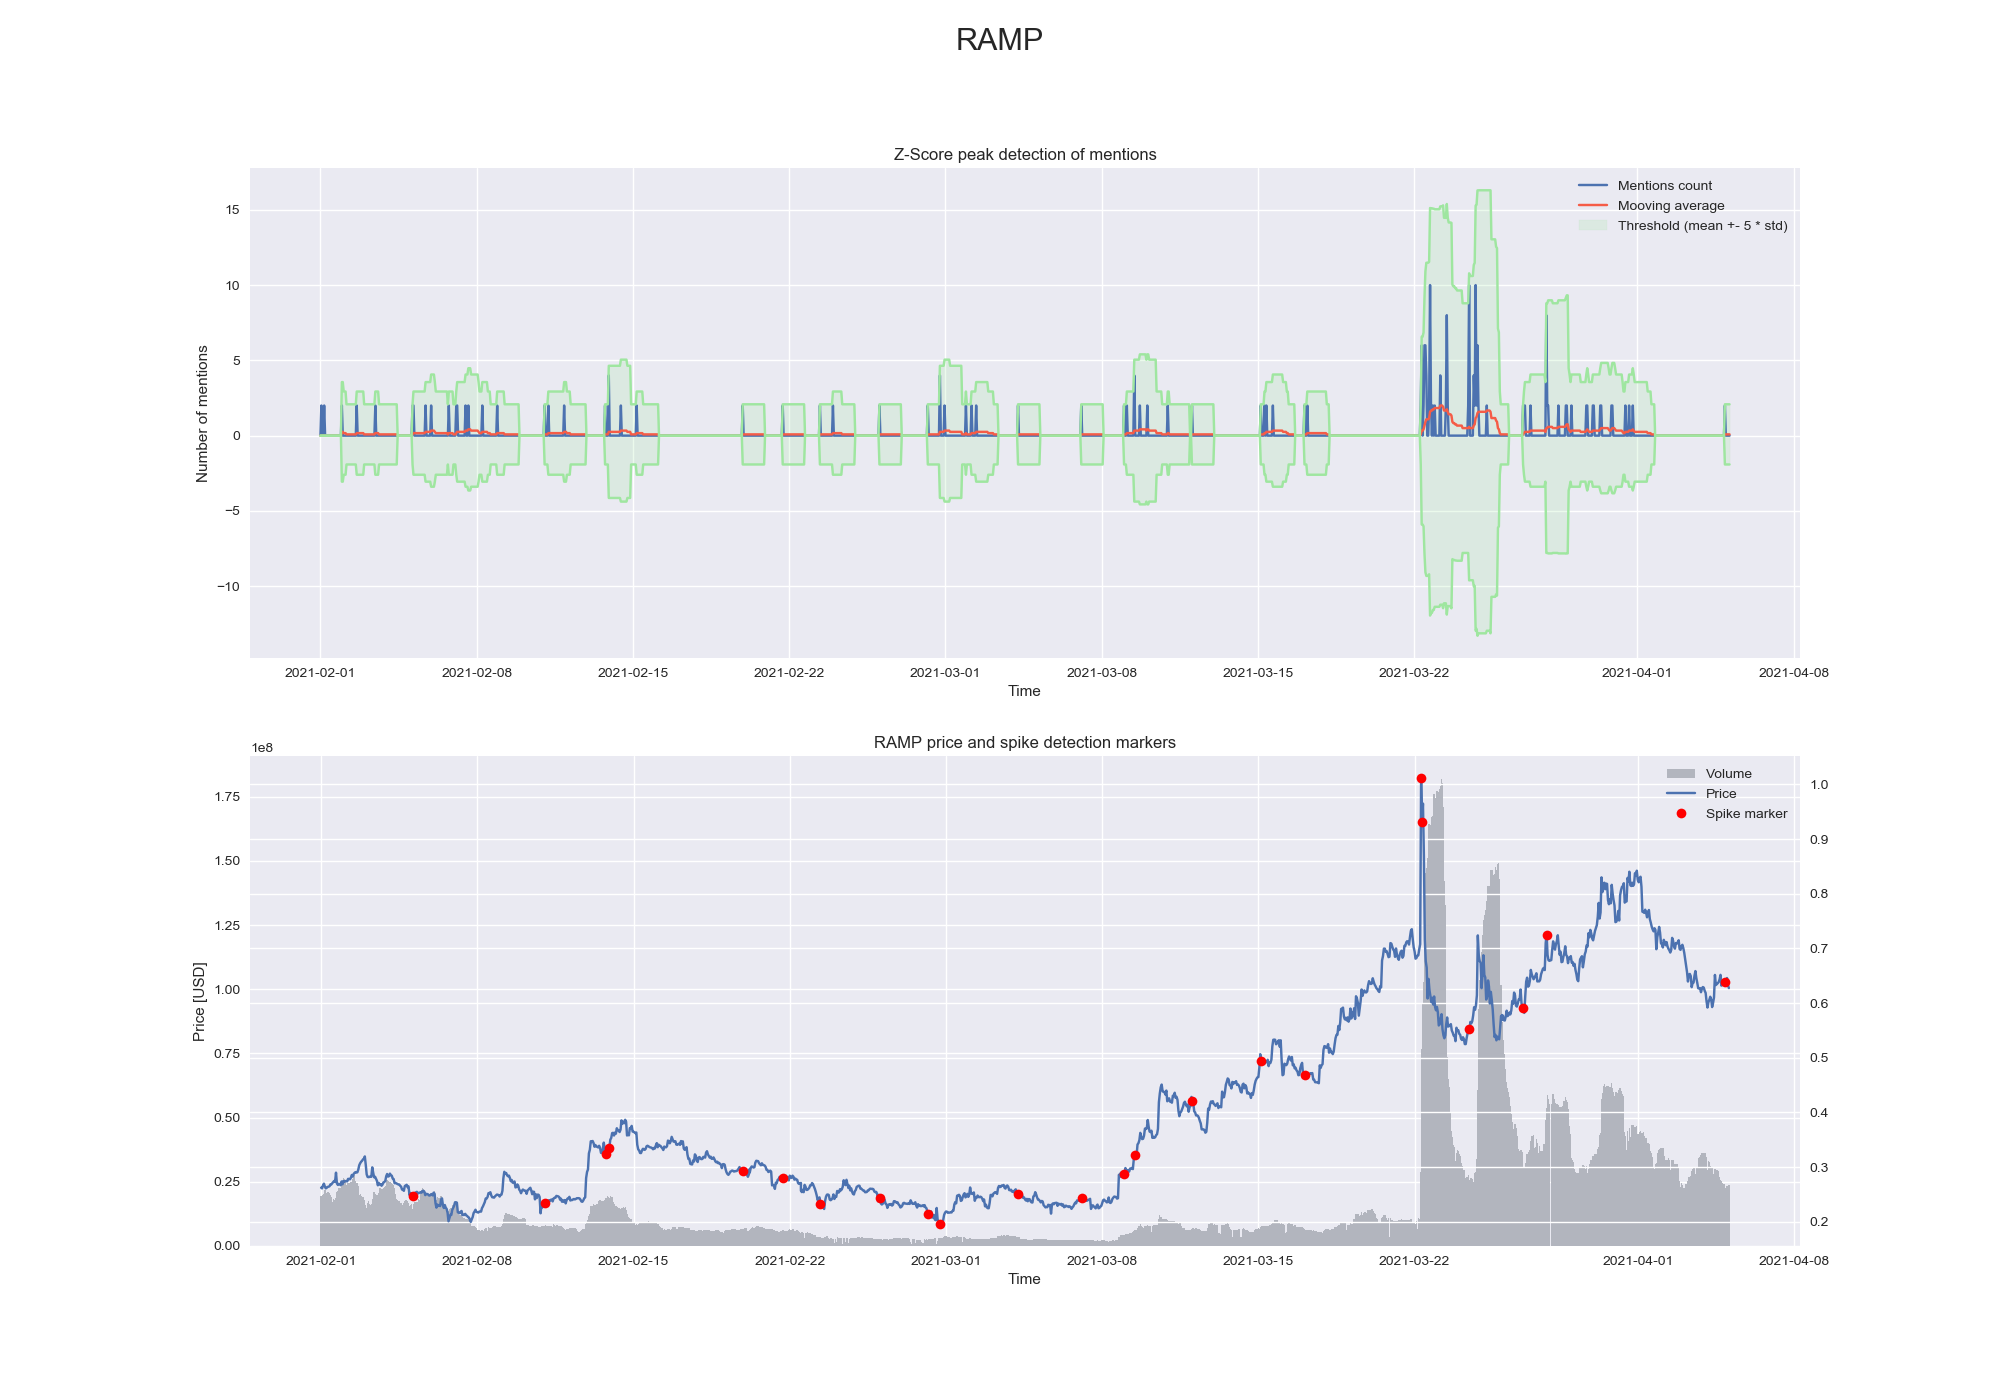 RAMP
Z-Score peak detection of mentions
Mentions count
Mooving average
Threshold (mean +- 5 * std)
Number of mentions
15
10
5
0
−5
−10
2021-02-01 2021-02-08 2021-02-15 2021-02-22 2021-03-01 2021-03-08 2021-03-15 2021-03-22 2021-04-01 2021-04-08
Time
RAMP price and spike detection markers
1e8
Volume
Price
Spike marker
Price [USD]
1.75
1.50
1.25
1.00
0.75
0.50
0.25
0.00
1.0
0.9
0.8
0.7
0.6
0.5
0.4
0.3
0.2
2021-02-01 2021-02-08 2021-02-15 2021-02-22 2021-03-01 2021-03-08 2021-03-15 2021-03-22 2021-04-01 2021-04-08
Time